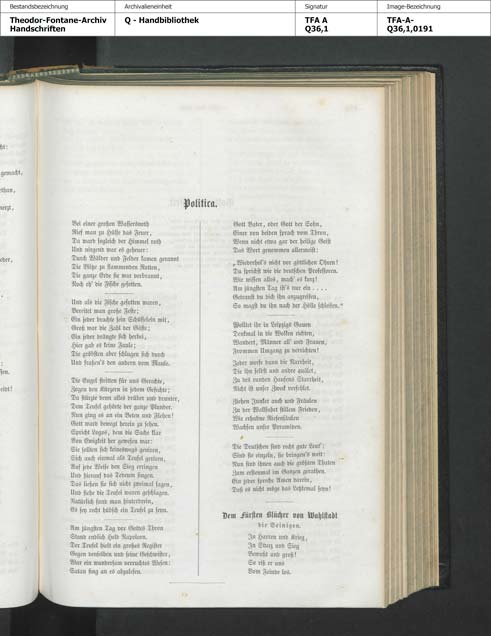 Bestandsbezeichnung
Archivalieneinheit
Signatur
Image-Bezeichnung
Theodor-Fontane-Archiv
Handschriften
Q - Handbibliothek
TFA A
Q36,1
TFA-A-
Q36,1,0191
Politica.
Bei einer großen Wassersnoth
Rief man zu Hülfe das Feuer,
Da ward sogleich der Himmel roth
Und nirgend war es geheuer:
Durch Wälder und Felder kamen gerannt
Die Blitze zu flammenden Rotten,
Die ganze Erde sie war verbrannt,
Noch eh' die Fische gesotten.
Und als die Fische gesotten waren,
Bereitet man große Feste;
Ein jeder brachte sein Schüsselein mit,
Groß war die Zahl der Gäste;
Ein jeder drängte sich herbei,
Hier gab es keine Faule;
Die gröbsten aber schlugen sich durch
Und fraßen's den andern vom Maule.
Die Engel stritten für uns Gerechte,
Zogen den Kürzern in jedem Gefechte;
Da stürzte denn alles drüber und drunter,
Dem Teufel gehörte der ganze Plunder.
Nun ging es an ein Beten und Flehen!
Gott ward bewegt herein zu sehen.
Spricht Logos, dem die Sache klar
Von Ewigkeit her gewesen war:
Sie sollten sich keineswegs geniren,
Sich auch einmal als Teufel geriren,
Auf jede Weise den Sieg erringen
Und hierauf das Tedeum singen.
Das ließen sie sich nicht zweimal sagen,
Und siehe die Teufel waren geschlagen.
Natürlich fand man hinterdrein,
Es sey recht hübsch ein Teufel zu seyn.
Am jüngsten Tag vor Gottes Thron
Stand endlich Held Napoleon.
Der Teufel hielt ein großes Register
Gegen denselben und seine Geschwister,
War ein wundersam verruchtes Wesen:
Satan fing an es abzulesen.
Gott Vater, oder Gott der Sohn,
Einer von beiden sprach vom Thron,
Wenn nicht etwa gar der heilige Geist
Das Wort genommen allermeist:
„Wiederhol's nicht vor göttlichen Ohren!
Du sprichst wie die deutschen Professoren.
Wir wissen alles, mach' es kurz!
Am jüngsten Tag ist's nur ein ....
Getraust du dich ihn anzugreifen,
So magst du ihn nach der Hölle schleifen."
Wolltet ihr in Leipzigs Gauen
Denkmal in die Wolken richten,
Wandert, Männer all' und Frauen,
Frommen Umgang zu verrichten!
Jeder werfe dann die Narrheit,
Die ihn selbst und andre quälet,
Zu des runden Haufens Starrheit,
Nicht ist unser Zweck verfehlet.
Ziehen Junker auch und Fräulen
Zu der Wallfahrt stillem Frieden,
Wie erhabne Riesensäulen
Wachsen unsre Pyramiden.
Die Deutschen sind recht gute Leut';
Sind sie einzeln, sie bringen's weit:
Nun sind ihnen auch die größten Thaten
Zum erstenmal im Ganzen gerathen.
Ein jeder spreche Amen darein,
Daß es nicht möge das Letztemal seyn!
Dem Fürsten Blücher von Wahlstadt
die Seinigen.
In Harren und Krieg,
In Sturz und Sieg
Bewußt und groß!
So riß er uns
Vom Feinde los.